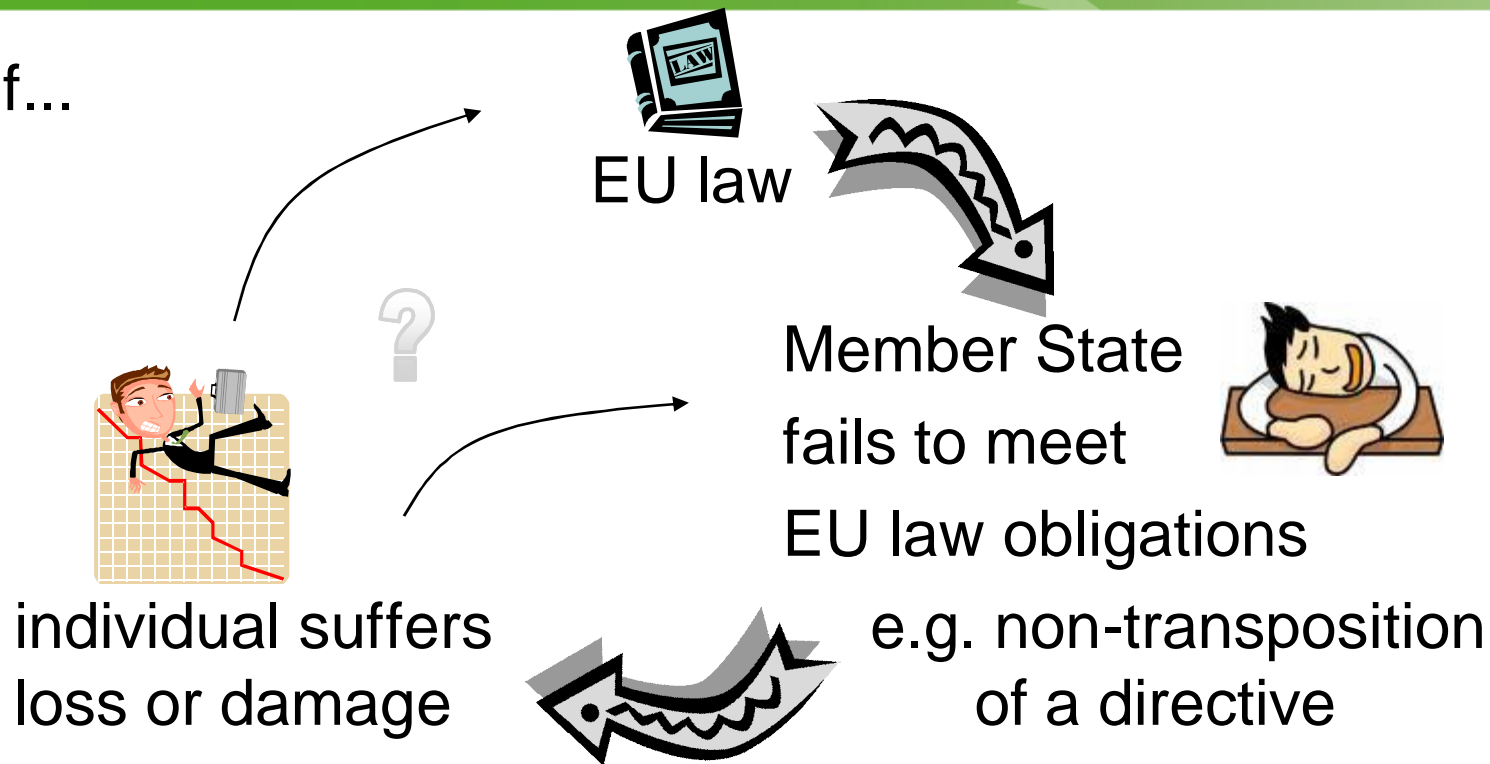 f...
LAW
EU law
?
Member State
fails to meet
EU law obligations
individual suffers
loss or damage
e.g. non-transposition
of a directive